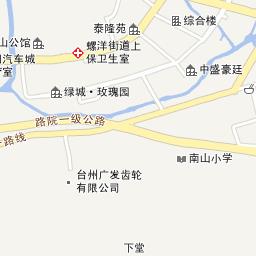 泰隆苑
综合楼
山公馆
螺洋街道上
保卫生室
汽车城
中盛豪廷
绿城·玫瑰园
路院一级公路
路线
南山小学
台州广发齿轮
有限公司
下堂